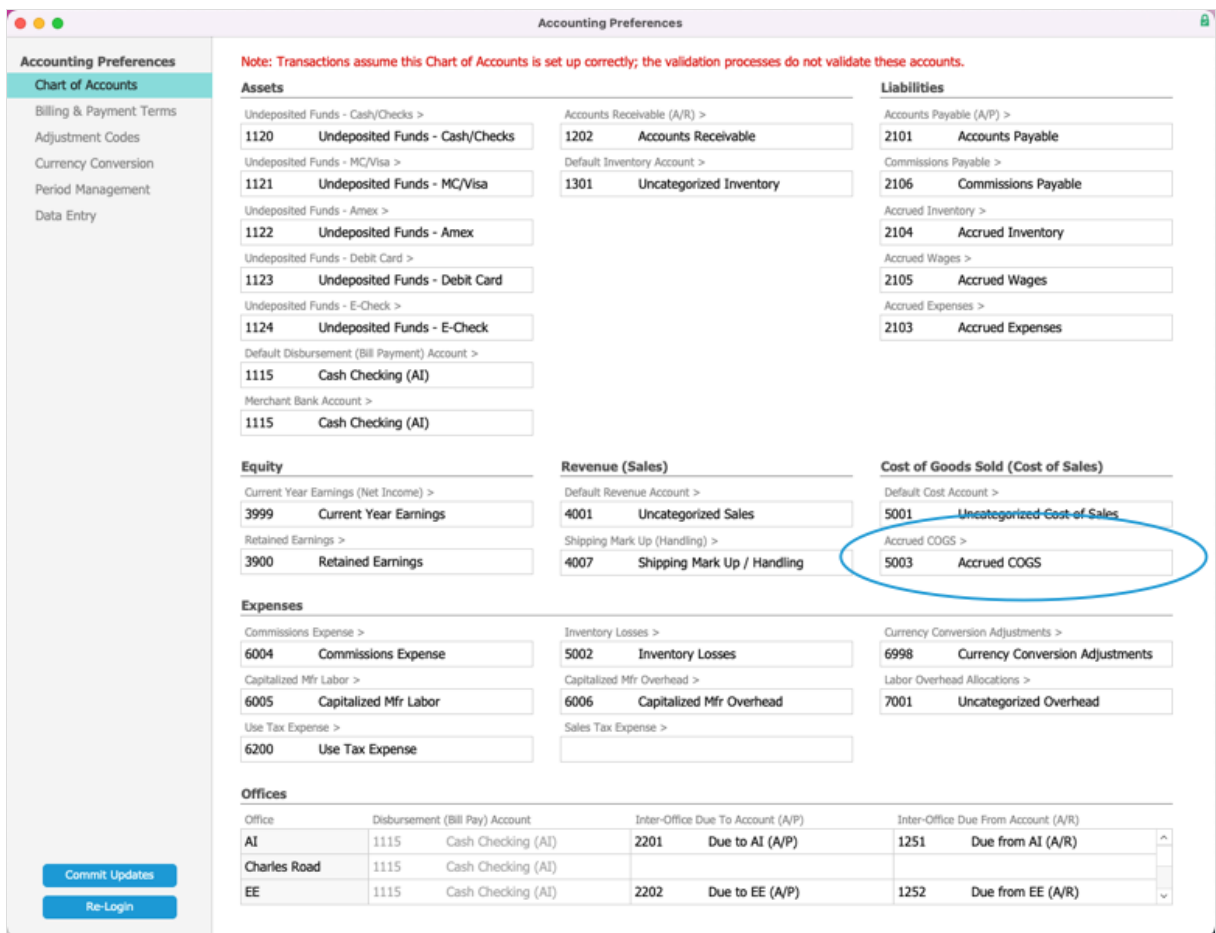 Accounting Preferences
Accounting Preferences
Chart of Accounts
Billing & Payment Terms
Adjustment Codes
Currency Conversion
Period Management
Data Entry
Commit Updates
Re-Login
Note: Transactions assume this Chart of Accounts is set up correctly; the validation processes do not validate these accounts.
Assets
Undeposited Funds - Cash/Checks >
1120 Undeposited Funds - Cash/Checks
Undeposited Funds - MC/Visa >
1121 Undeposited Funds - MC/Visa
Undeposited Funds - Amex >
1122 Undeposited Funds - Amex
Undeposited Funds - Debit Card >
1123 Undeposited Funds - Debit Card
Undeposited Funds - E-Check >
1124 Undeposited Funds - E-Check
Default Disbursement (Bill Payment) Account >
1115 Cash Checking (AI)
Merchant Bank Account >
1115 Cash Checking (AI)
Accounts Receivable (A/R) >
1202 Accounts Receivable
Default Inventory Account >
1301 Uncategorized Inventory
Liabilities
Accounts Payable (A/P) >
2101 Accounts Payable
Commissions Payable >
2106 Commissions Payable
Accrued Inventory >
2104 Accrued Inventory
Accrued Wages >
2105 Accrued Wages
Accrued Expenses >
2103 Accrued Expenses
Equity
Current Year Earnings (Net Income) >
3999 Current Year Earnings
Retained Earnings >
3900 Retained Earnings
Revenue (Sales)
Default Revenue Account >
4001 Uncategorized Sales
Shipping Mark Up (Handling) >
4007 Shipping Mark Up / Handling
Cost of Goods Sold (Cost of Sales)
Default Cost Account >
5001 Uncategorized Cost of Sales
Accrued COGS >
5003 Accrued COGS
Expenses
Commissions Expense >
6004 Commissions Expense
Capitalized Mfr Labor >
6005 Capitalized Mfr Labor
Use Tax Expense >
6200 Use Tax Expense
Inventory Losses >
5002 Inventory Losses
Capitalized Mfr Overhead >
6006 Capitalized Mfr Overhead
Sales Tax Expense >
Currency Conversion Adjustments >
6998 Currency Conversion Adjustments
Labor Overhead Allocations >
7001 Uncategorized Overhead
Offices
Office Disbursement (Bill Pay) Account Inter-Office Due To Account (A/P) Inter-Office Due From Account (A/R)
AI 1115 Cash Checking (AI) 2201 Due to AI (A/P) 1251 Due from AI (A/R)
Charles Road 1115 Cash Checking (AI)
EE 1115 Cash Checking (AI) 2202 Due to EE (A/P) 1252 Due from EE (A/R)